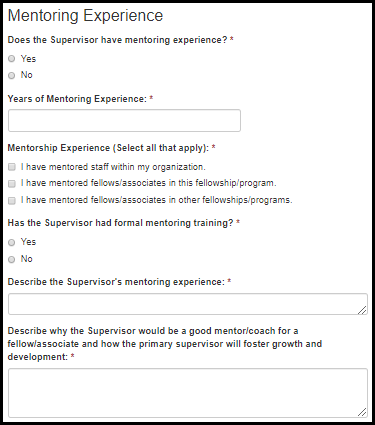 Mentoring Experience
Does the Supervisor have mentoring experience? *
Yes
No
Years of Mentoring Experience: *
Mentorship Experience (Select all that apply): *
I have mentored staff within my organization.
I have mentored fellows/associates in this fellowship/program.
I have mentored fellows/associates in other fellowships/programs.
Has the Supervisor had formal mentoring training? *
Yes
No
Describe the Supervisor's mentoring experience: *
Describe why the Supervisor would be a good mentor/coach for a
fellow/associate and how the primary supervisor will foster growth and
development: *